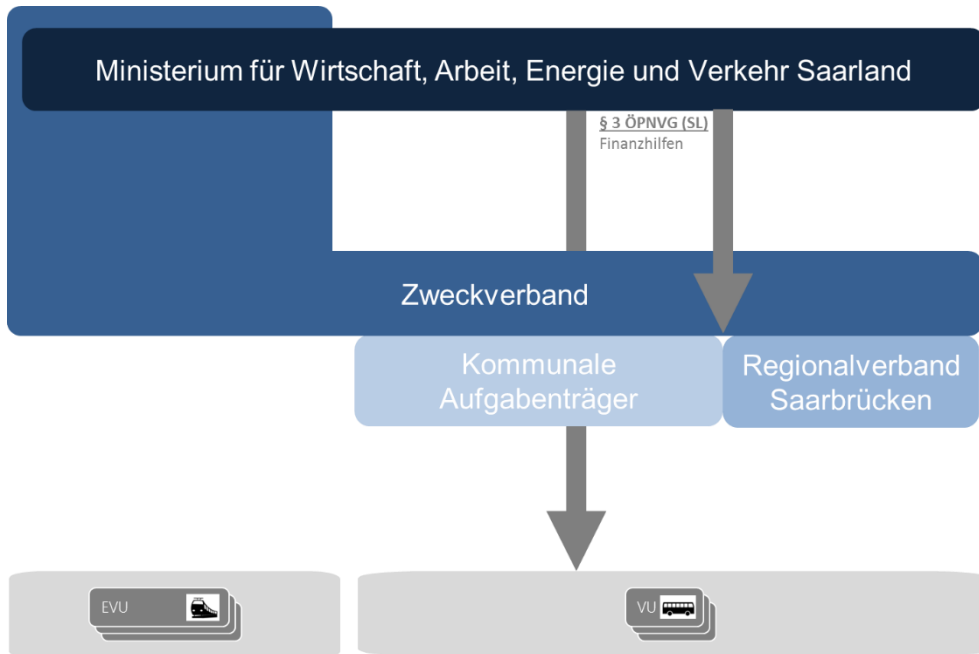 Ministerium für Wirtschaft, Arbeit, Energie und Verkehr Saarland
§ 3 ÖPNVG (SL)
Finanzhilfen
Zweckverband
Kommunale
Aufgabenträger
Regionalverband
Saarbrücken
EVU
VU